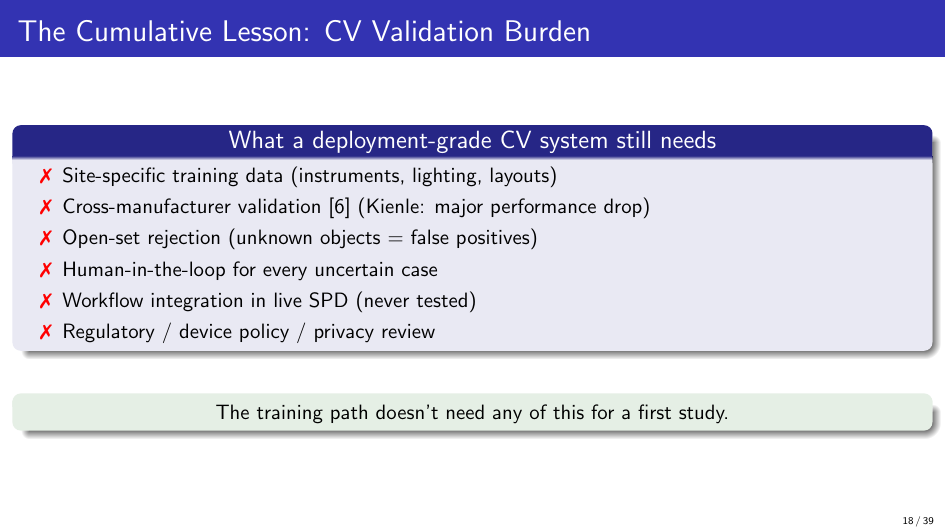 The Cumulative Lesson: CV Validation Burden
What a deployment-grade CV system still needs
✗ Site-specific training data (instruments, lighting, layouts)
✗ Cross-manufacturer validation [6] (Kienle: major performance drop)
✗ Open-set rejection (unknown objects = false positives)
✗ Human-in-the-loop for every uncertain case
✗ Workflow integration in live SPD (never tested)
✗ Regulatory / device policy / privacy review
The training path doesn't need any of this for a first study.
18 / 39